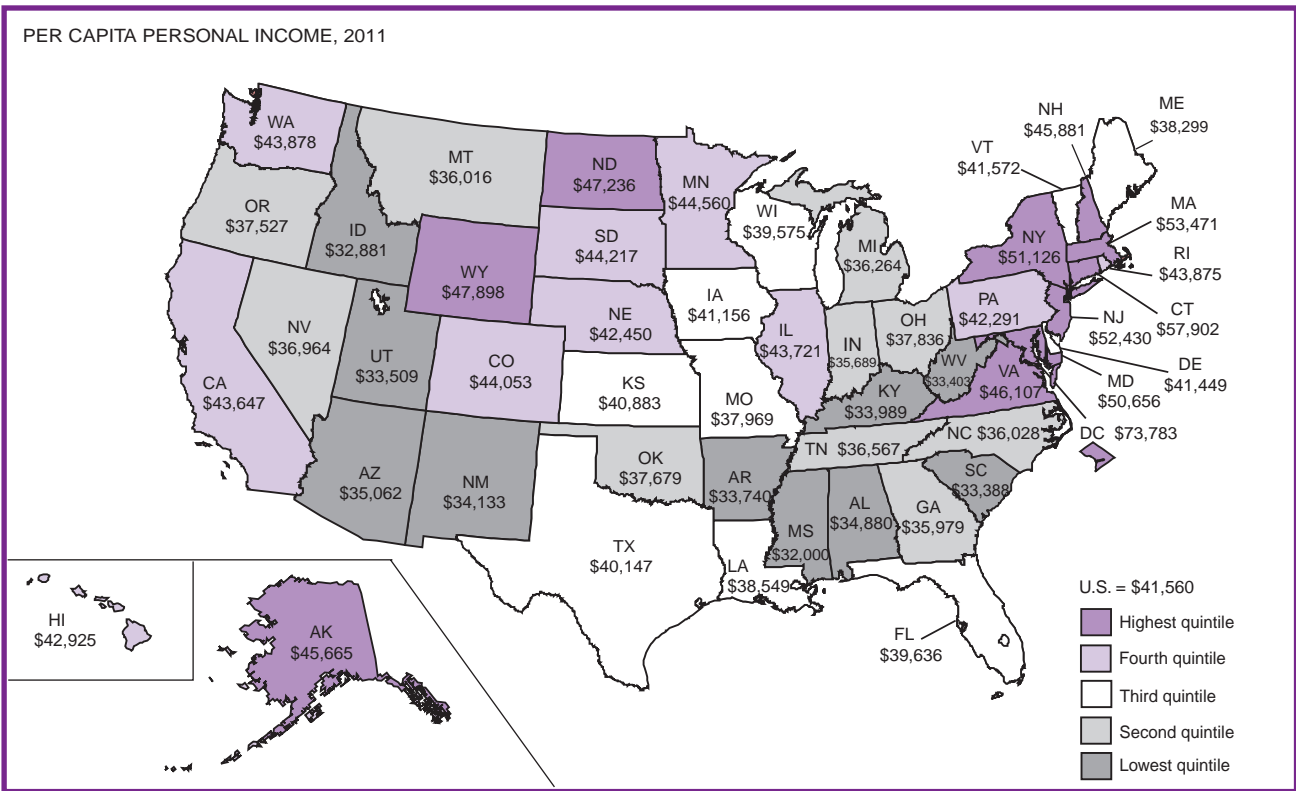 PER CAPITA PERSONAL INCOME, 2011
WA
$43,878
MT
$36,016
ND
$47,236
MN
$44,560
OR
$37,527
ID
$32,881
WY
$47,898
SD
$44,217
WI
$39,575
MI
$36,264
NH
$45,881
ME
$38,299
VT
$41,572
NY
$51,126
MA
$53,471
RI
$43,875
CT
$57,902
NJ
$52,430
DE
$41,449
MD
$50,656
DC $73,783
PA
$42,291
NV
$36,964
UT
$33,509
CO
$44,053
NE
$42,450
IA
$41,156
IL
$43,721
IN
$35,689
OH
$37,836
WV
$33,403
VA
$46,107
CA
$43,647
KS
$40,883
MO
$37,969
KY
$33,989
TN $36,567
NC $36,028
AZ
$35,062
NM
$34,133
OK
$37,679
AR
$33,740
SC
$33,388
MS
$32,000
AL
$34,880
GA
$35,979
TX
$40,147
LA
$38,549
FL
$39,636
HI
$42,925
AK
$45,665
U.S. = $41,560
Highest quintile
Fourth quintile
Third quintile
Second quintile
Lowest quintile